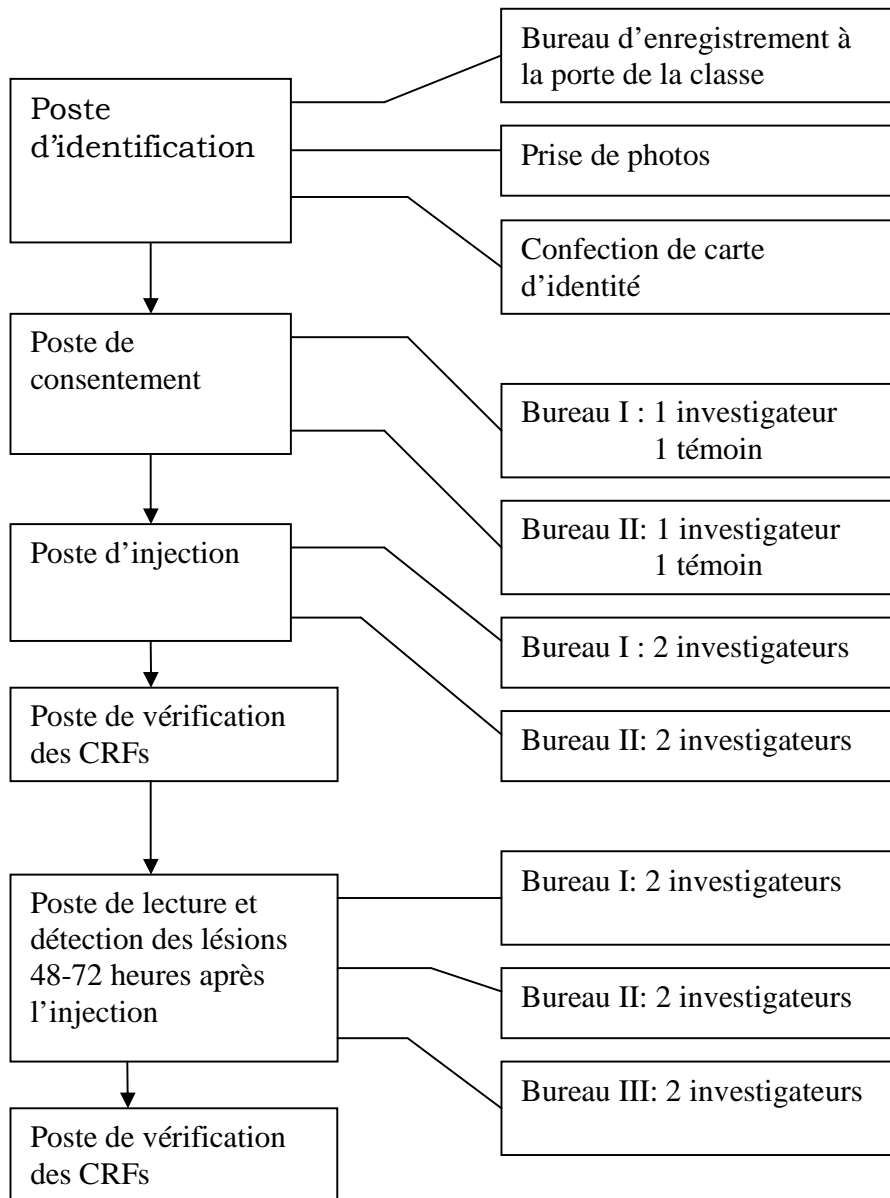 Poste
d’identification
Bureau d’enregistrement à
la porte de la classe
Prise de photos
Confection de carte
d’identité
Poste de
consentement
Bureau I : 1 investigateur
1 témoin
Bureau II: 1 investigateur
1 témoin
Poste d’injection
Bureau I : 2 investigateurs
Bureau II: 2 investigateurs
Poste de vérification
des CRFs
Poste de lecture et
détection des lésions
48-72 heures après
l’injection
Bureau I: 2 investigateurs
Bureau II: 2 investigateurs
Bureau III: 2 investigateurs
Poste de vérification
des CRFs